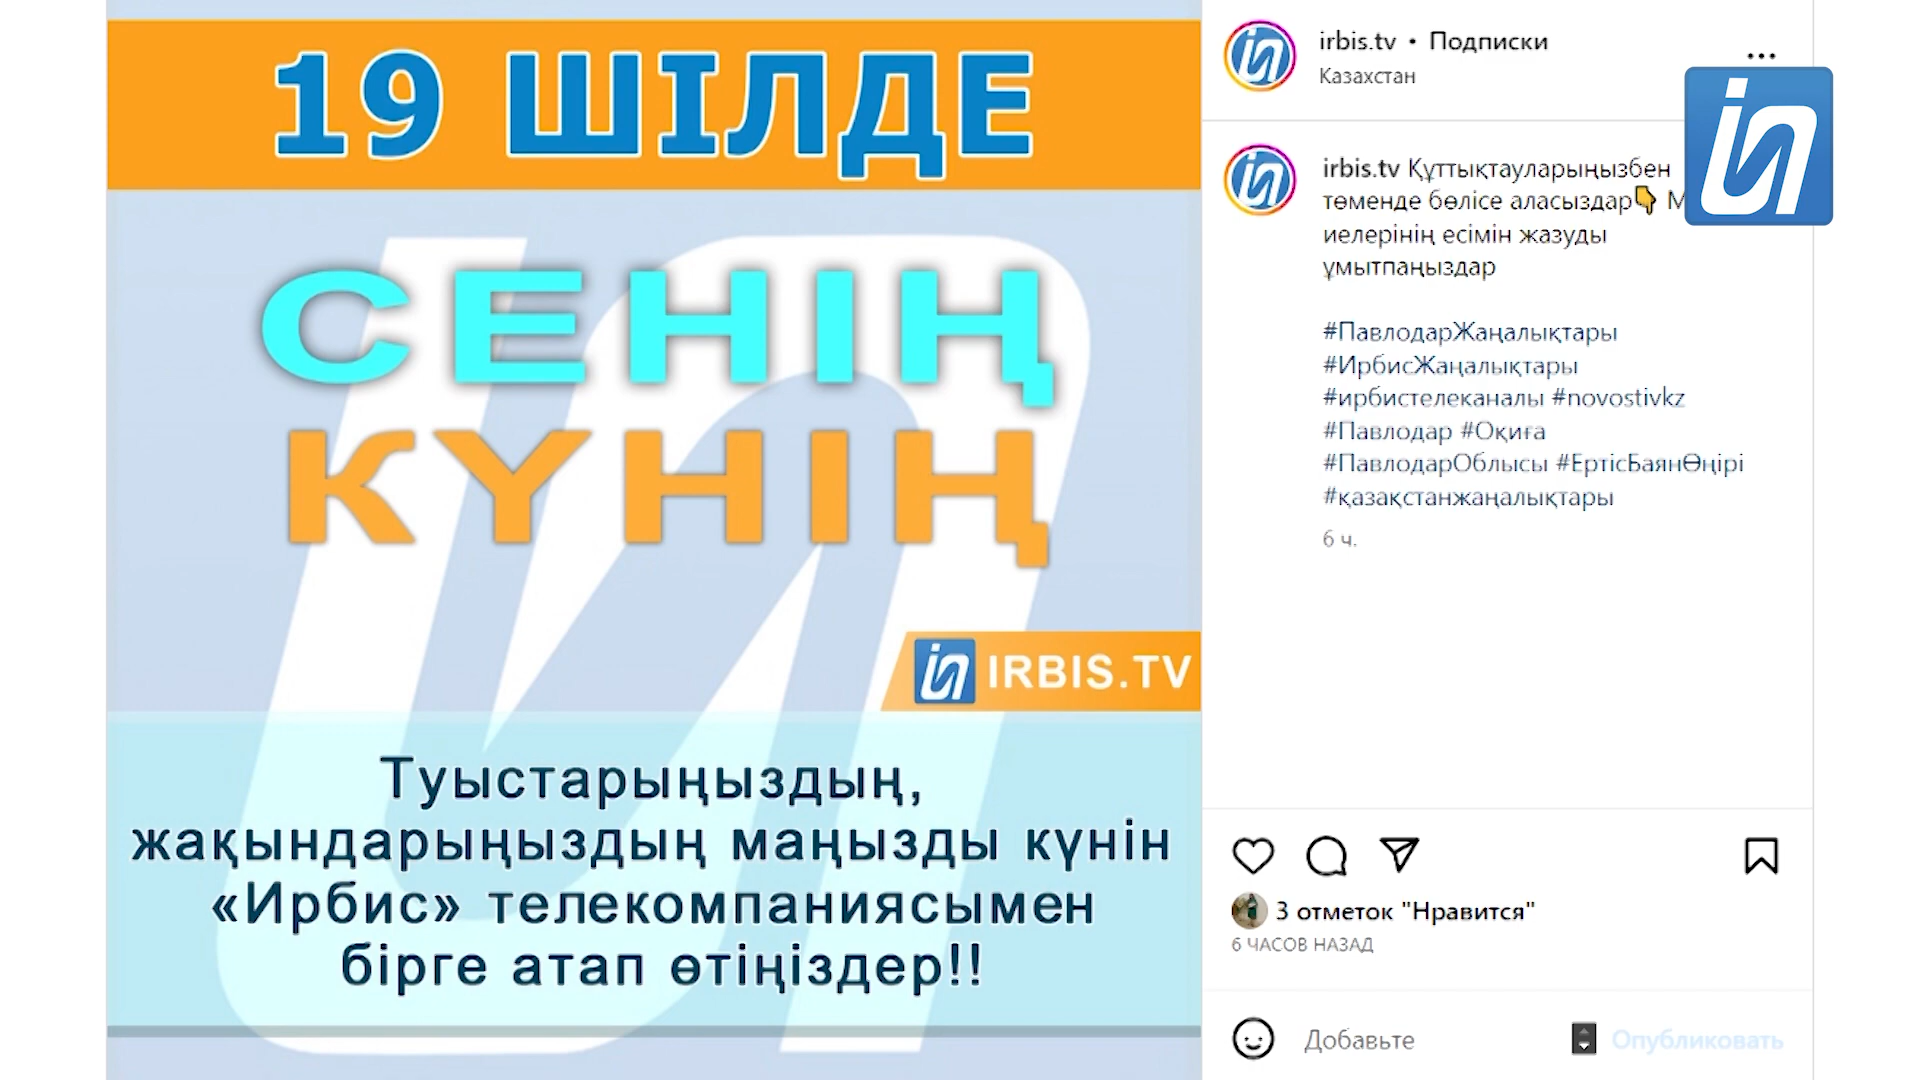 19 ШІЛДЕ
СЕНІҢ
КҮНІҢ
IRBIS.TV
Туыстарыңыздың,
жақындарыңыздың маңызды күнін
«Ирбис» телекомпаниясымен
бірге атап өтіңіздер!!
irbis.tv • Подписки
Казахстан
irbis.tv Құттықтауларыңызбен
төменде бөлісе аласыздар👇
иелерінің есімін жазуды
ұмытпаңыздар
#ПавлодарЖаңалықтары
#ИрбисЖаңалықтары
#ирбистелеканалы #novostivkz
#Павлодар #Оқиға
#ПавлодарОблысы #ЕртісБаянӨңірі
#қазақстанжаңалықтары
6 ч.
3 отметок "Нравится"
6 ЧАСОВ НАЗАД
Добавьте
Опубликовать